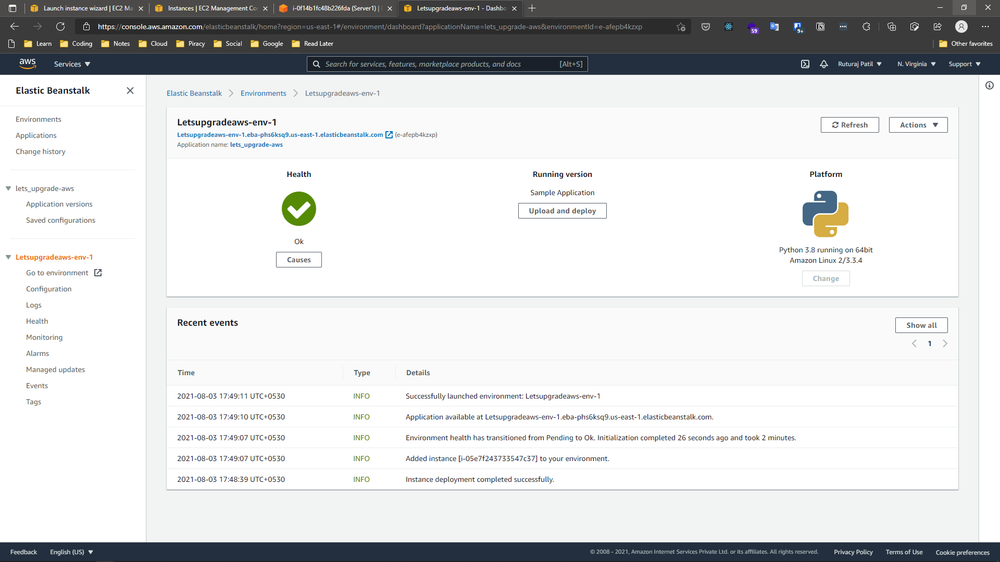 Launch instance wizard | EC2 Ma
Instances | EC2 Management Co
i-0f14b1fc48b226fda (Server1) |
Letsupgradeaws-env-1 - Dashbo
https://console.aws.amazon.com/elasticbeanstalk/home?region=us-east-1#/environment/dashboard?applicationName=lets_upgrade-aws&environmentId=e-afepb4kzxp
59
9+
Learn
Coding
Notes
Cloud
Piracy
Social
Google
Read Later
Other favorites
aws
Services
Search for services, features, marketplace products, and docs
[Alt+S]
Ruturaj Patil
N. Virginia
Support
Elastic Beanstalk
Environments
Applications
Change history
lets_upgrade-aws
Application versions
Saved configurations
Letsupgradeaws-env-1
Go to environment
Configuration
Logs
Health
Monitoring
Alarms
Managed updates
Events
Tags
Elastic Beanstalk
Environments
Letsupgradeaws-env-1
Letsupgradeaws-env-1
Letsupgradeaws-env-1.eba-phs6ksq9.us-east-1.elasticbeanstalk.com (e-afepb4kzxp)
Application name: lets_upgrade-aws
Refresh
Actions
Health
Ok
Causes
Running version
Sample Application
Upload and deploy
Platform
Python 3.8 running on 64bit
Amazon Linux 2/3.3.4
Change
Recent events
Show all
1
Time Type Details
2021-08-03 17:49:11 UTC+0530 INFO Successfully launched environment: Letsupgradeaws-env-1
2021-08-03 17:49:10 UTC+0530 INFO Application available at Letsupgradeaws-env-1.eba-phs6ksq9.us-east-1.elasticbeanstalk.com.
2021-08-03 17:49:07 UTC+0530 INFO Environment health has transitioned from Pending to Ok. Initialization completed 26 seconds ago and took 2 minutes.
2021-08-03 17:49:07 UTC+0530 INFO Added instance [i-05e7f243733547c37] to your environment.
2021-08-03 17:48:39 UTC+0530 INFO Instance deployment completed successfully.
Feedback
English (US)
© 2008 - 2021, Amazon Internet Services Private Ltd. or its affiliates. All rights reserved.
Privacy Policy
Terms of Use
Cookie preferences